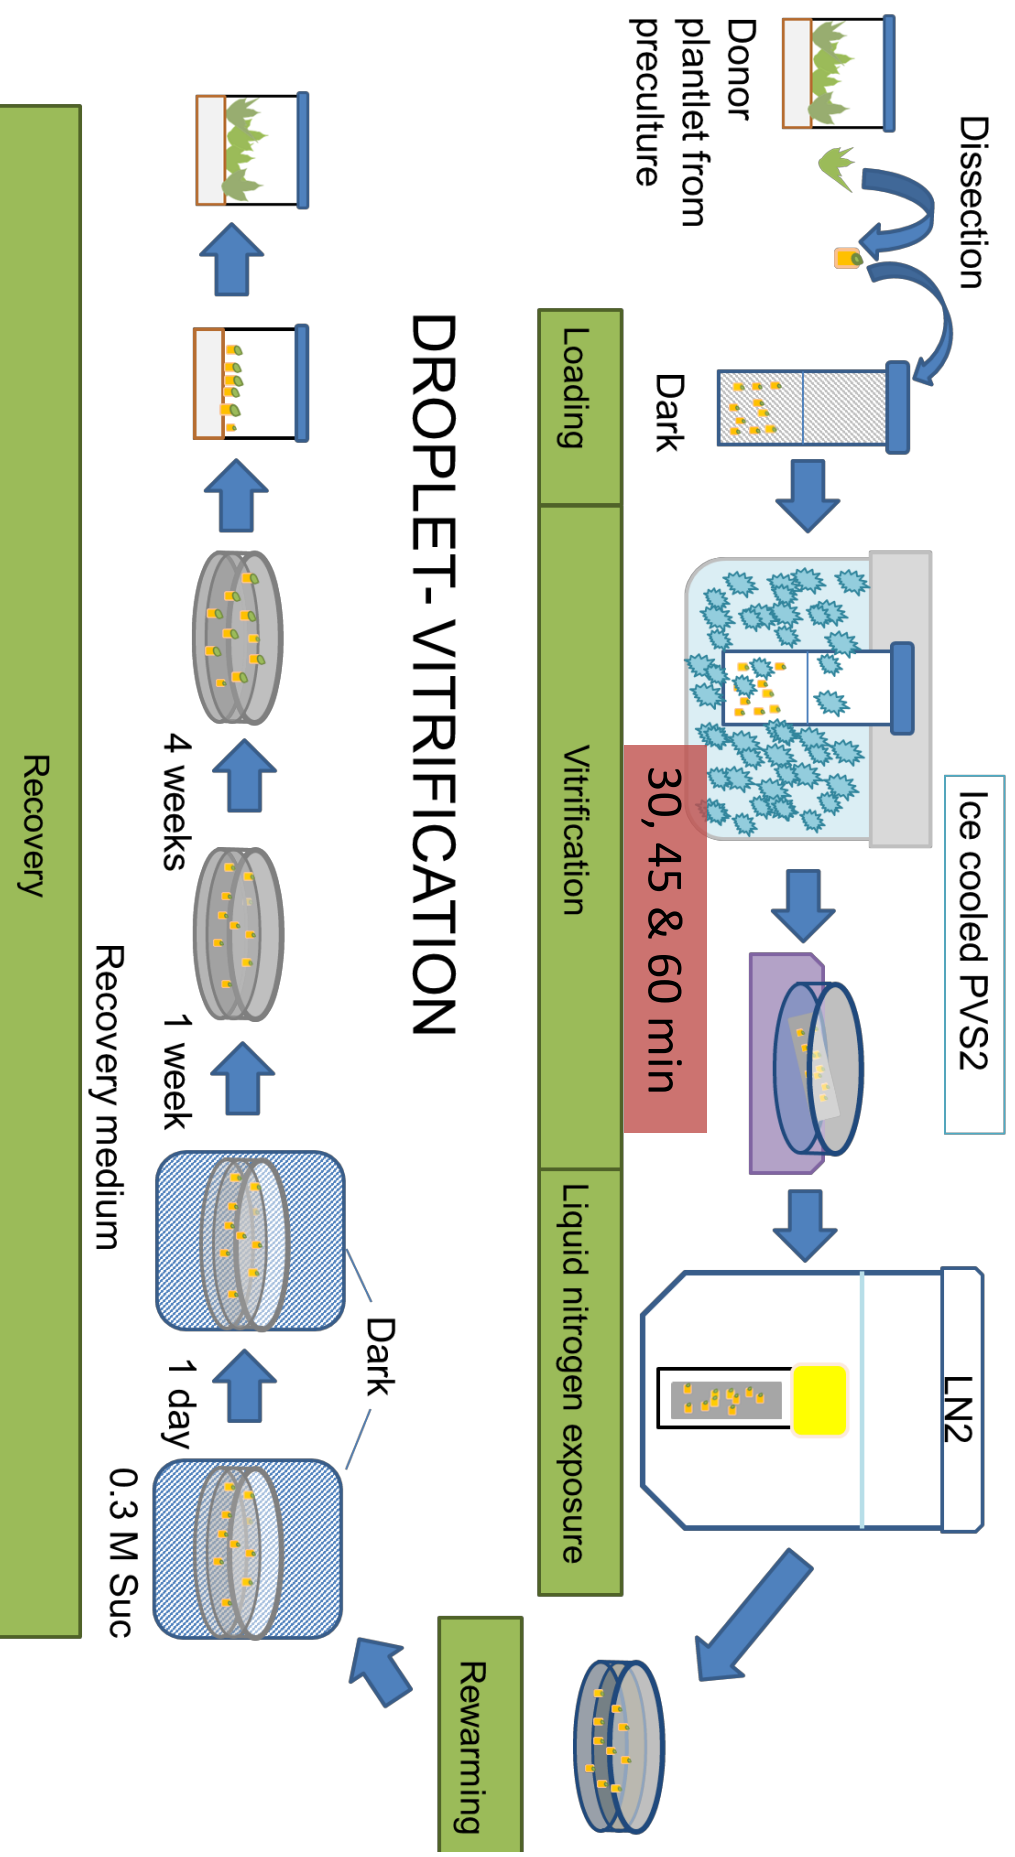 Dissection
Donor
plantlet from
preculture
Dark
Ice cooled PVS2
LN2
30, 45 & 60 min
Loading
Vitrification
Liquid nitrogen exposure
DROPLET- VITRIFICATION
Rewarming
Dark
4 weeks
1 week
1 day
0.3 M Suc
Recovery medium
Recovery